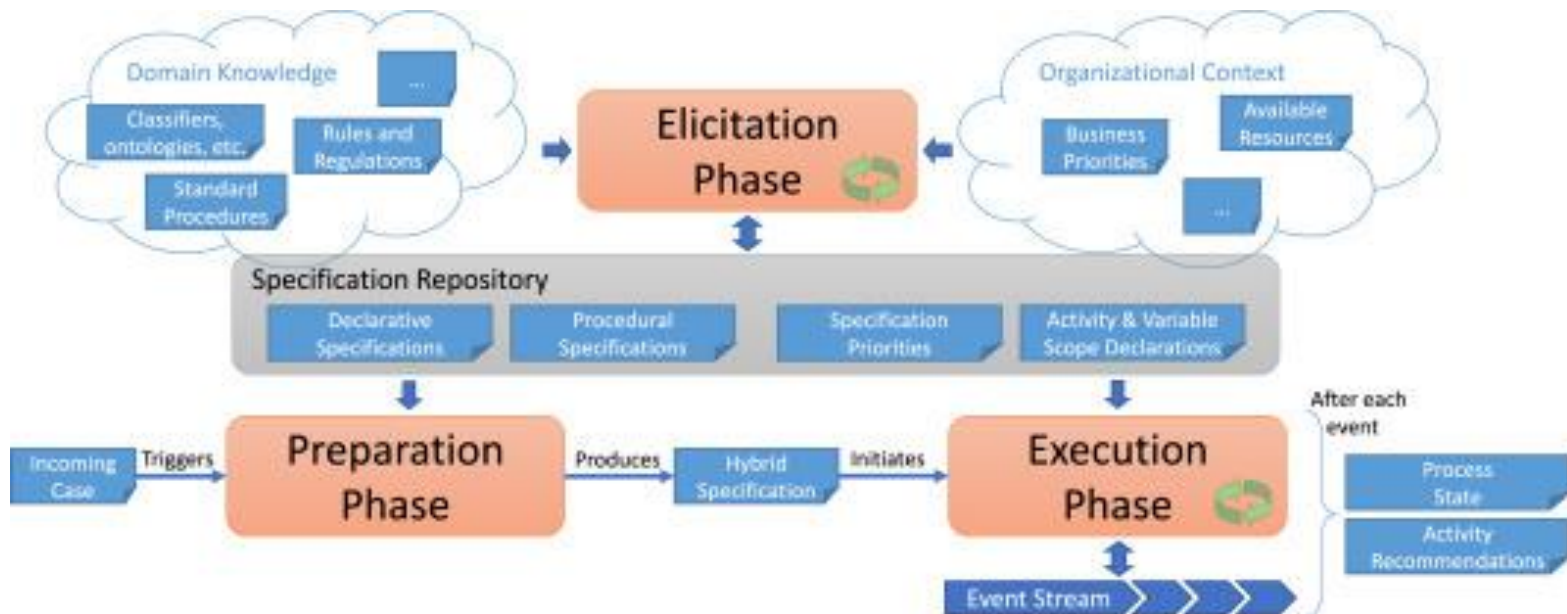 Domain Knowledge
...
Classifiers,
ontologies, etc.
Rules and
Regulations
Standard
Procedures
Elicitation
Phase
Organizational Context
Available
Resources
Business
Priorities
...
Specification Repository
Declarative
Specifications
Procedural
Specifications
Specification
Priorities
Activity & Variable
Scope Declarations
Incoming
Case
Triggers
Preparation
Phase
Produces
Hybrid
Specification
Initiates
Execution
Phase
After each
event
Process
State
Activity
Recommendations
Event Stream